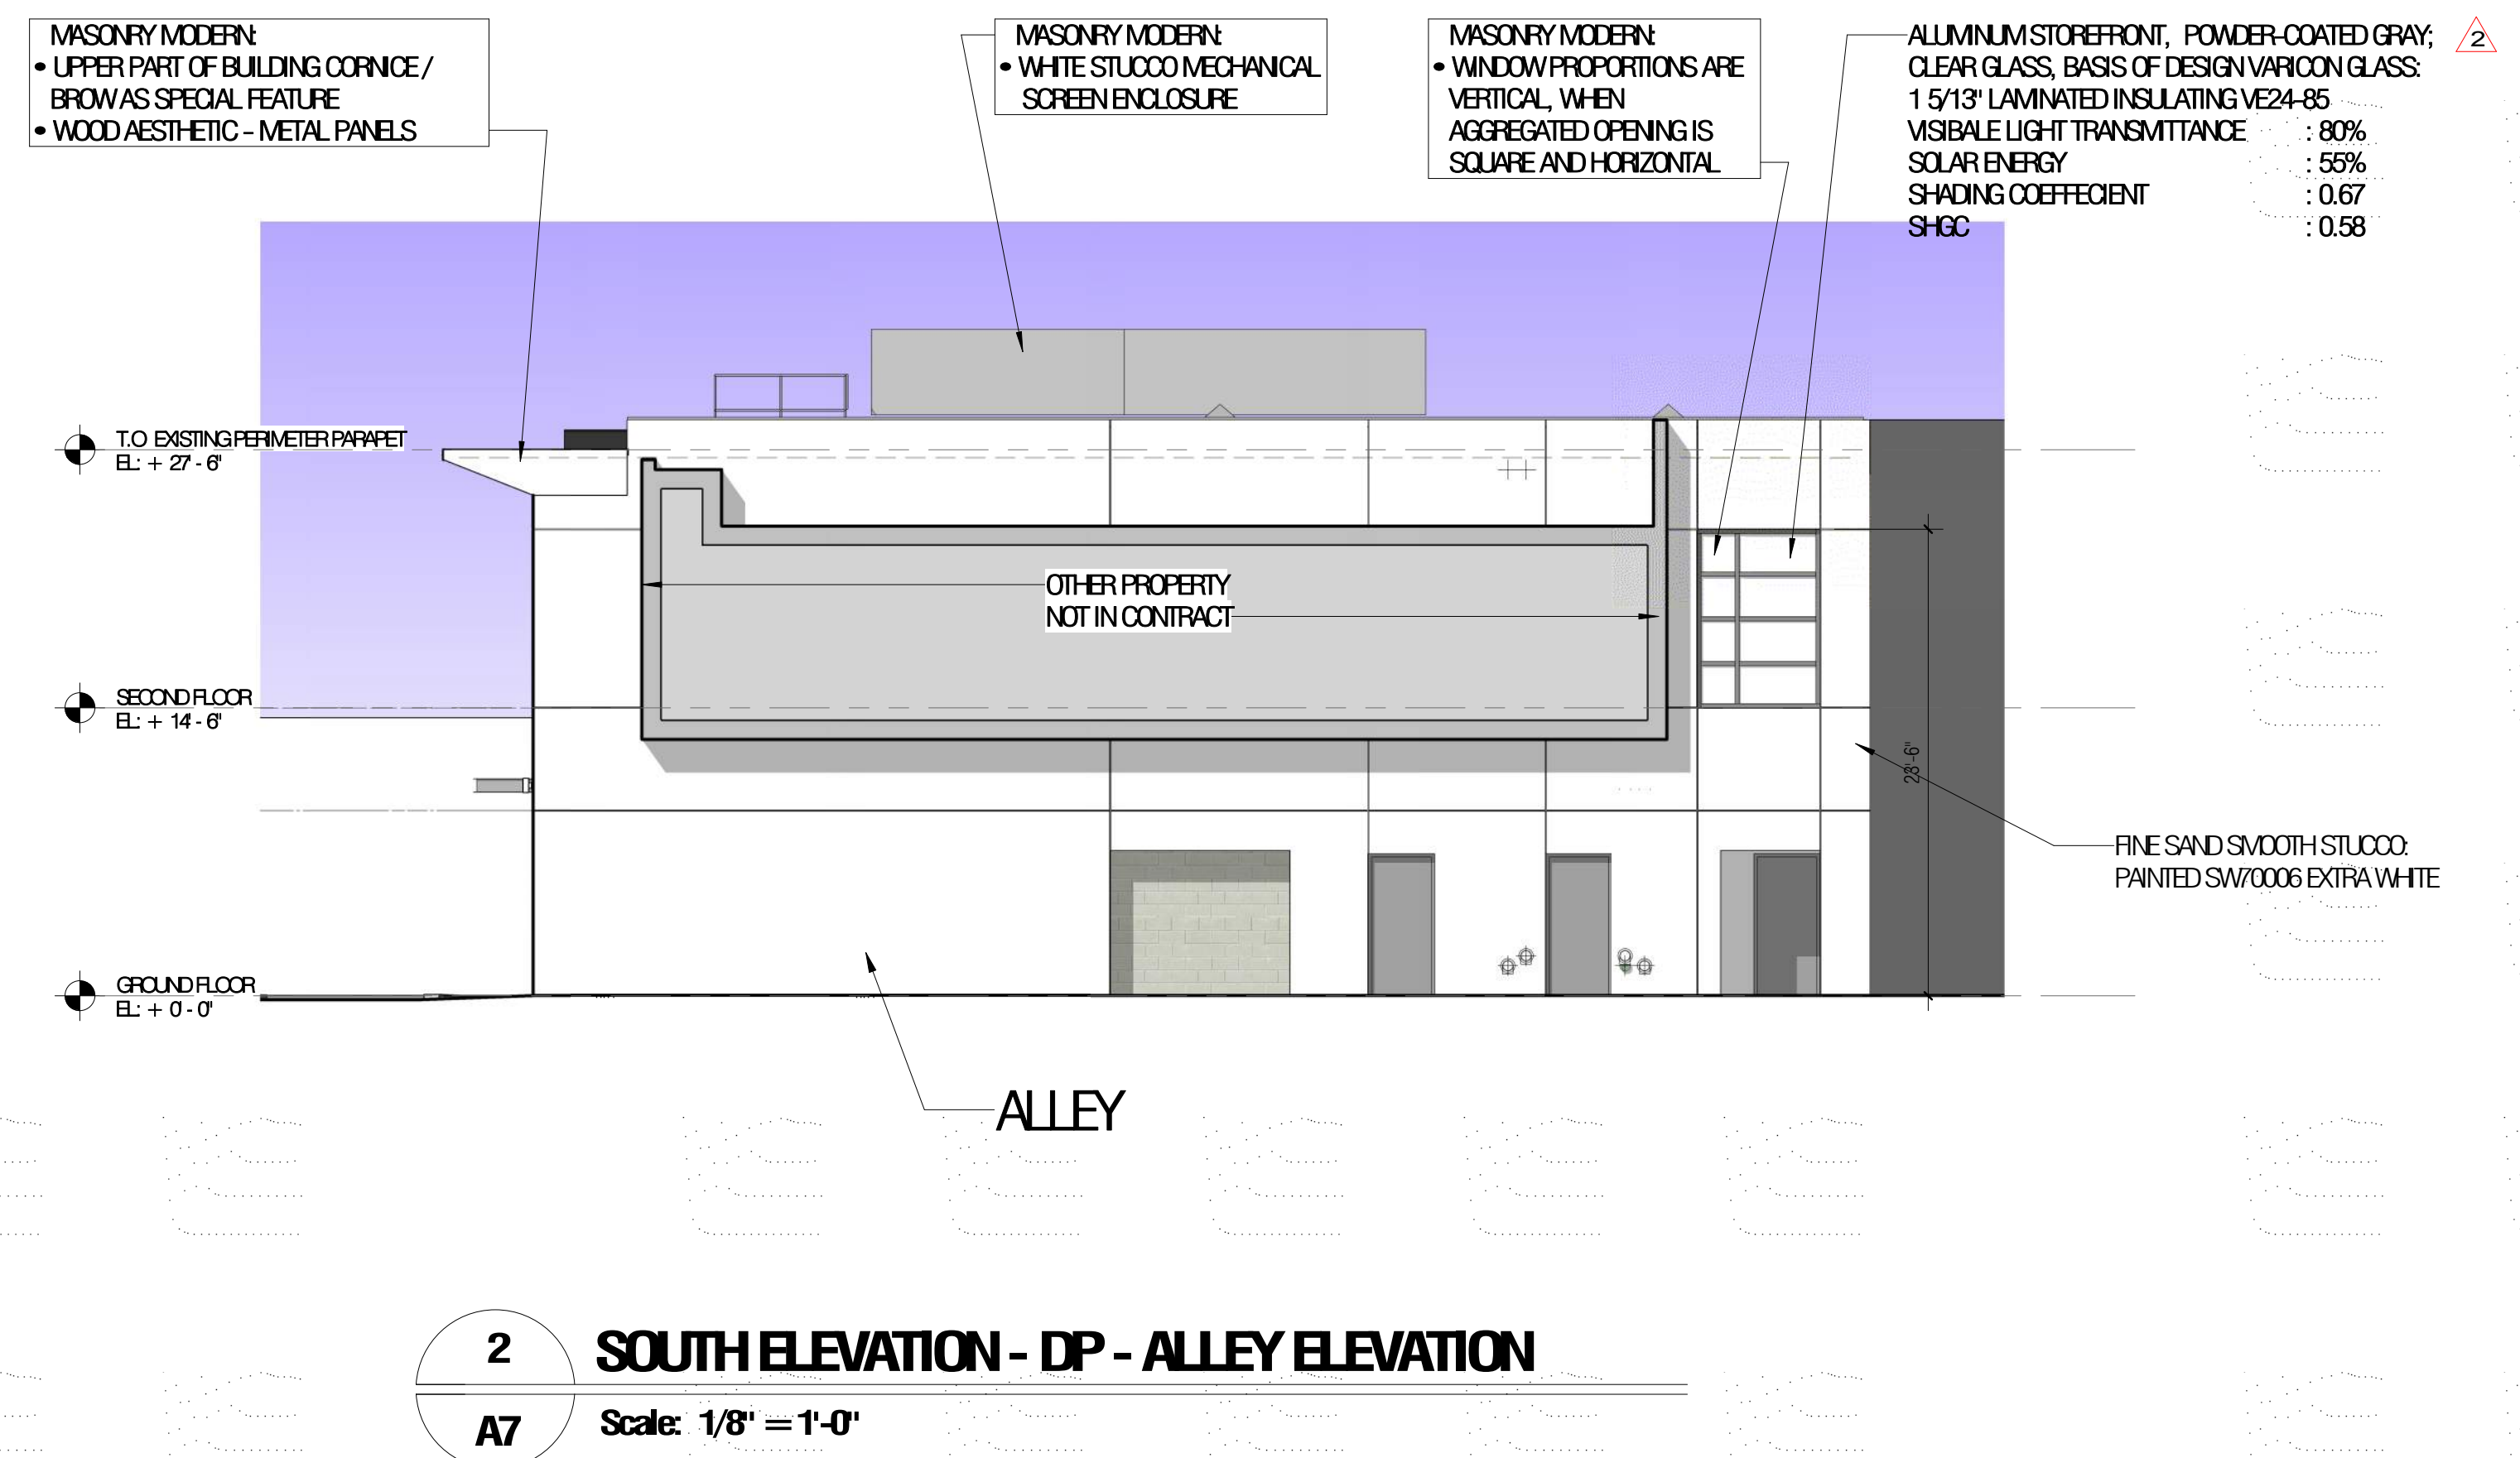 MASONRY MODERN:
• UPPER PART OF BUILDING CORNICE /
BROW AS SPECIAL FEATURE
• WOOD AESTHETIC - METAL PANELS
MASONRY MODERN:
• WHITE STUCCO MECHANICAL
SCREEN ENCLOSURE
MASONRY MODERN:
• WINDOW PROPORTIONS ARE
VERTICAL, WHEN
AGGREGATED OPENING IS
SQUARE AND HORIZONTAL
ALUMINUM STOREFRONT, POWDER-COATED GRAY;
CLEAR GLASS, BASIS OF DESIGN VARICON GLASS:
1 5/13" LAMINATED INSULATING VE24-85
VISIBALE LIGHT TRANSMITTANCE : 80%
SOLAR ENERGY : 55%
SHADING COEFFECIENT : 0.67
SHGC : 0.58
2
T.O EXISTING PERIMETER PARAPET
EL: + 27' - 6"
OTHER PROPERTY
NOT IN CONTRACT
SECOND FLOOR
EL: + 14' - 6"
23'-6"
FINE SAND SMOOTH STUCCO:
PAINTED SW70006 EXTRA WHITE
GROUND FLOOR
EL: + 0' - 0"
ALLEY
2
A7
SOUTH ELEVATION - DP - ALLEY ELEVATION
Scale: 1/8" = 1'-0"